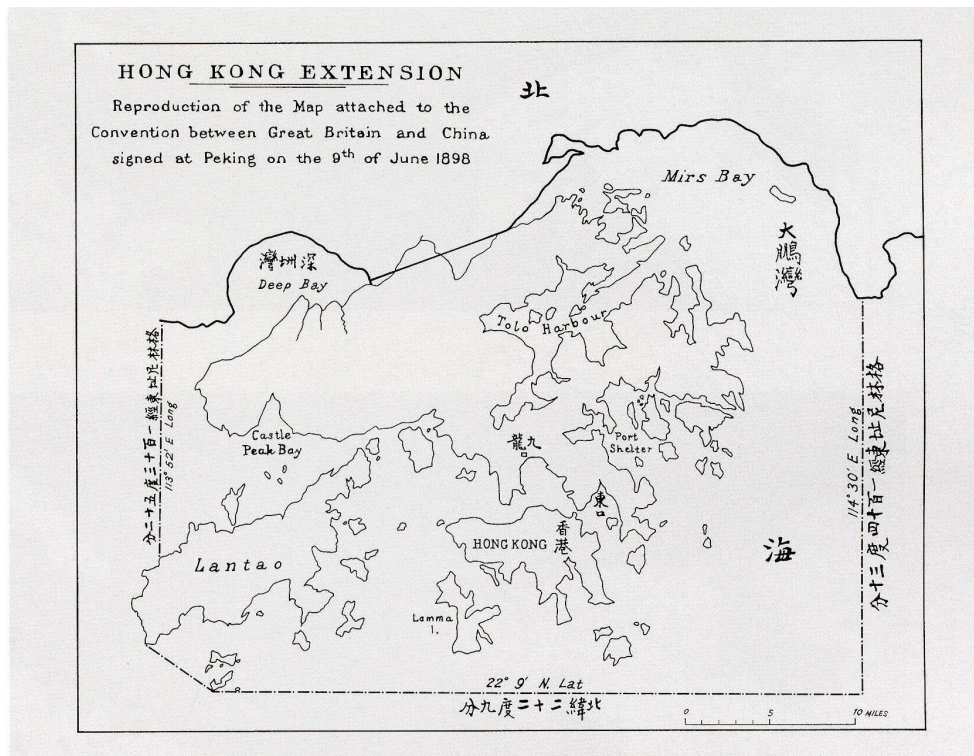 HONG KONG EXTENSION
Reproduction of the Map attached to the
Convention between Great Britain and China
signed at Peking on the 9th of June 1898
北
Mirs Bay
大鵬灣
深圳灣
Deep Bay
Tolo Harbour
格林尼址東經一百十三度五十二分
113° 52' E Long
Castle
Peak Bay
九龍
Port
Shelter
114° 30' E Long
格林尼址東經一百十四度三十分
東
香港
HONG KONG
海
Lantao
Lamma
I.
22° 9' N. Lat
北緯二十二度九分
0 5 10 MILES